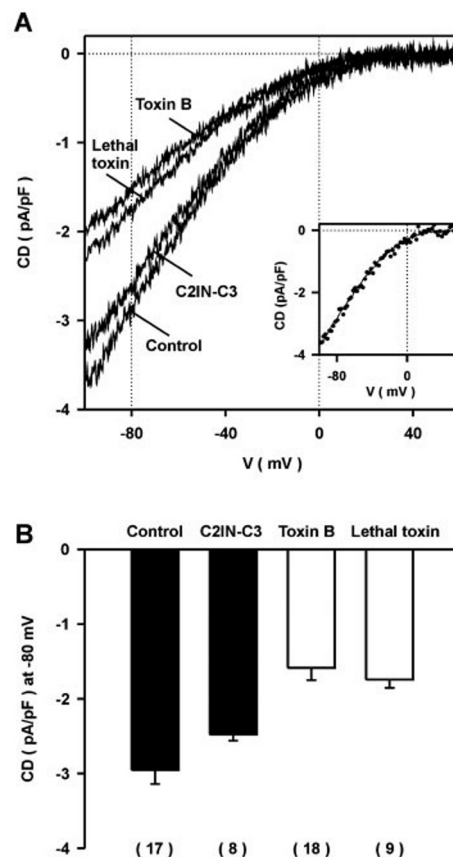 A
0
-1
-2
-3
-4
CD ( pA/pF)
Toxin B
Lethal
toxin
C2IN-C3
Control
-80
-40
0
40
V ( mV)
0
-2
-4
CD (pA/pF)
-80
0
V ( mV)
B
Control C2IN-C3 Toxin B Lethal toxin
0
-1
-2
-3
-4
CD ( pA/pF ) at -80 mV
( 17 ) ( 8 ) ( 18 ) ( 9 )